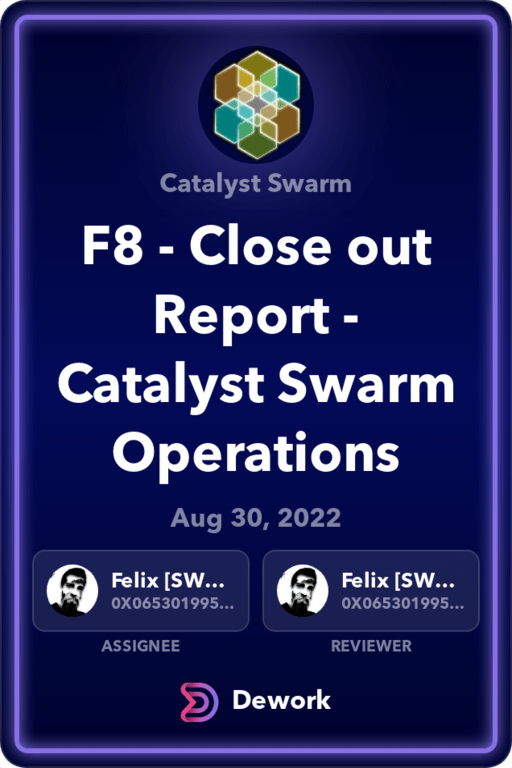 Catalyst Swarm
F8 - Close out
Report -
Catalyst Swarm
Operations
Aug 30, 2022
Felix [SW...
0X065301995...
Felix [SW...
0X065301995...
ASSIGNEE
REVIEWER
Dework